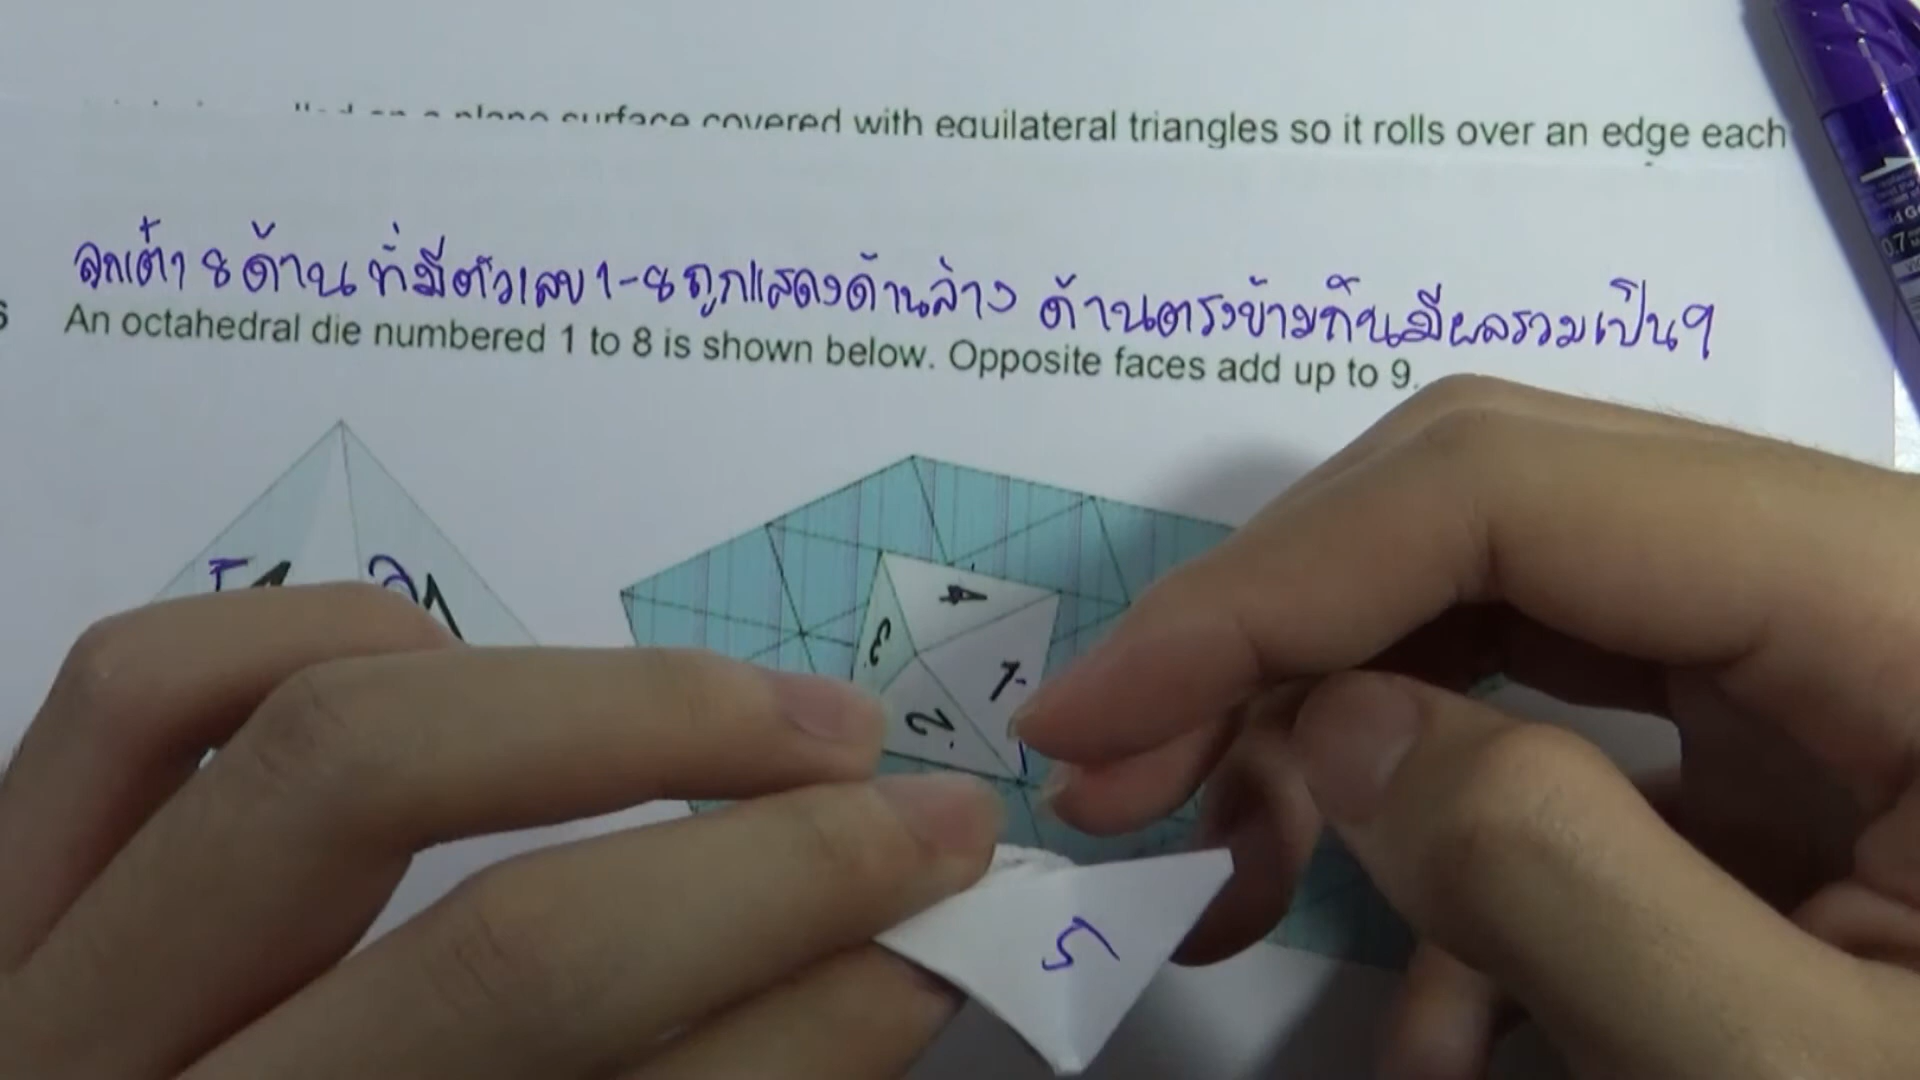 covered with equilateral triangles so it rolls over an edge each
ลูกเต๋า 8 ด้าน ที่มีตัวเลข 1-8 ถูกแสดงด้านล่าง ด้านตรงข้ามกันมีผลรวมเป็น 9
An octahedral die numbered 1 to 8 is shown below. Opposite faces add up to 9.
4
3
1
2
5
0.7